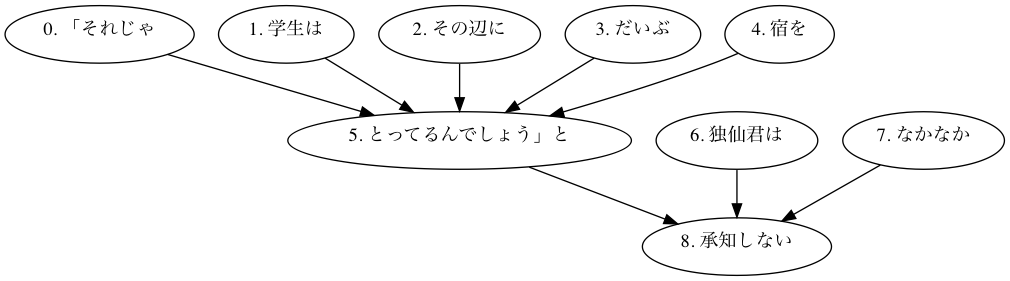 0. 「それじゃ
1. 学生は
2. その辺に
3. だいぶ
4. 宿を
5. とってるんでしょう」と
6. 独仙君は
7. なかなか
8. 承知しない